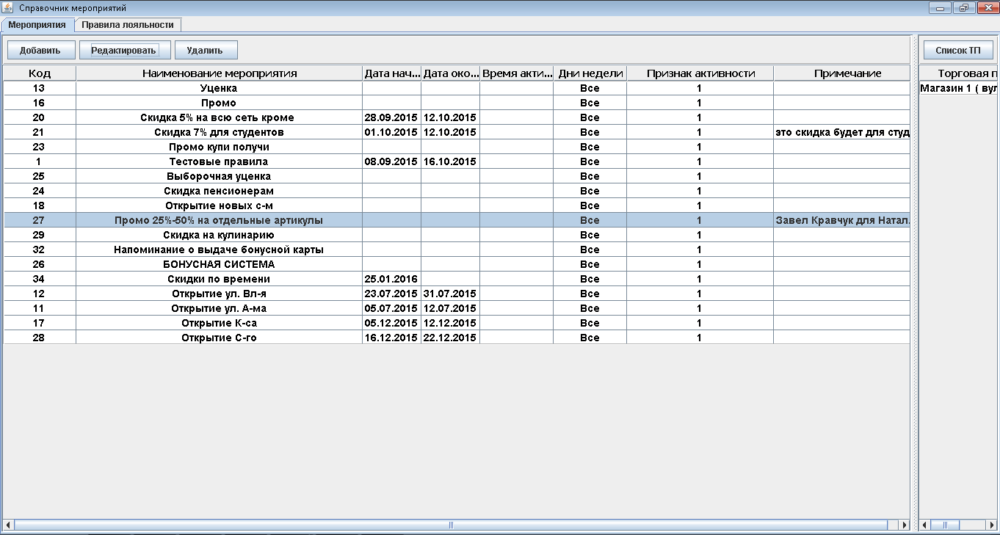 Справочник мероприятий
Мероприятия Правила лояльности
Добавить Редактировать Удалить Список ТП
Код Наименование мероприятия Дата нач... Дата око... Время акти... Дни недели Признак активности Примечание Торговая п
13 Уценка Все 1 Магазин 1 ( вул
16 Промо Все 1
20 Скидка 5% на всю сеть кроме 28.09.2015 12.10.2015 Все 1
21 Скидка 7% для студентов 01.10.2015 12.10.2015 Все 1 это скидка будет для студ
23 Промо купи получи Все 1
1 Тестовые правила 08.09.2015 16.10.2015 Все 1
25 Выборочная уценка Все 1
24 Скидка пенсионерам Все 1
18 Открытие новых с-м Все 1
27 Промо 25%-50% на отдельные артикулы Все 1 Завел Кравчук для Натал.
29 Скидка на кулинарию Все 1
32 Напоминание о выдаче бонусной карты Все 1
26 БОНУСНАЯ СИСТЕМА Все 1
34 Скидки по времени 25.01.2016 Все 1
12 Открытие ул. Вл-я 23.07.2015 31.07.2015 Все 1
11 Открытие ул. А-ма 05.07.2015 12.07.2015 Все 1
17 Открытие К-са 05.12.2015 12.12.2015 Все 1
28 Открытие С-го 16.12.2015 22.12.2015 Все 1